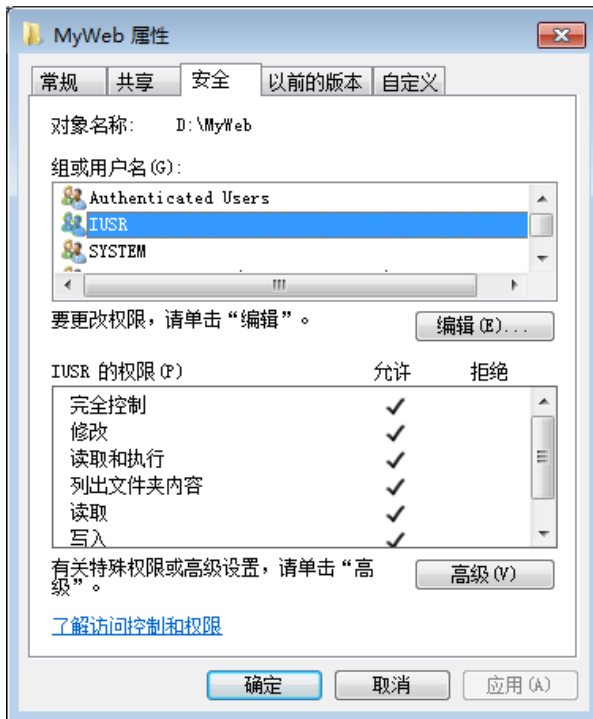 MyWeb 属性
常规 共享 安全 以前的版本 自定义
对象名称: D:\MyWeb
组或用户名(G):
Authenticated Users
IUSR
SYSTEM
要更改权限，请单击“编辑”。 编辑(E)...
IUSR 的权限(P) 允许 拒绝
完全控制
修改
读取和执行
列出文件夹内容
读取
写入
有关特殊权限或高级设置，请单击“高
级”。 高级(V)
了解访问控制和权限
确定 取消 应用(A)